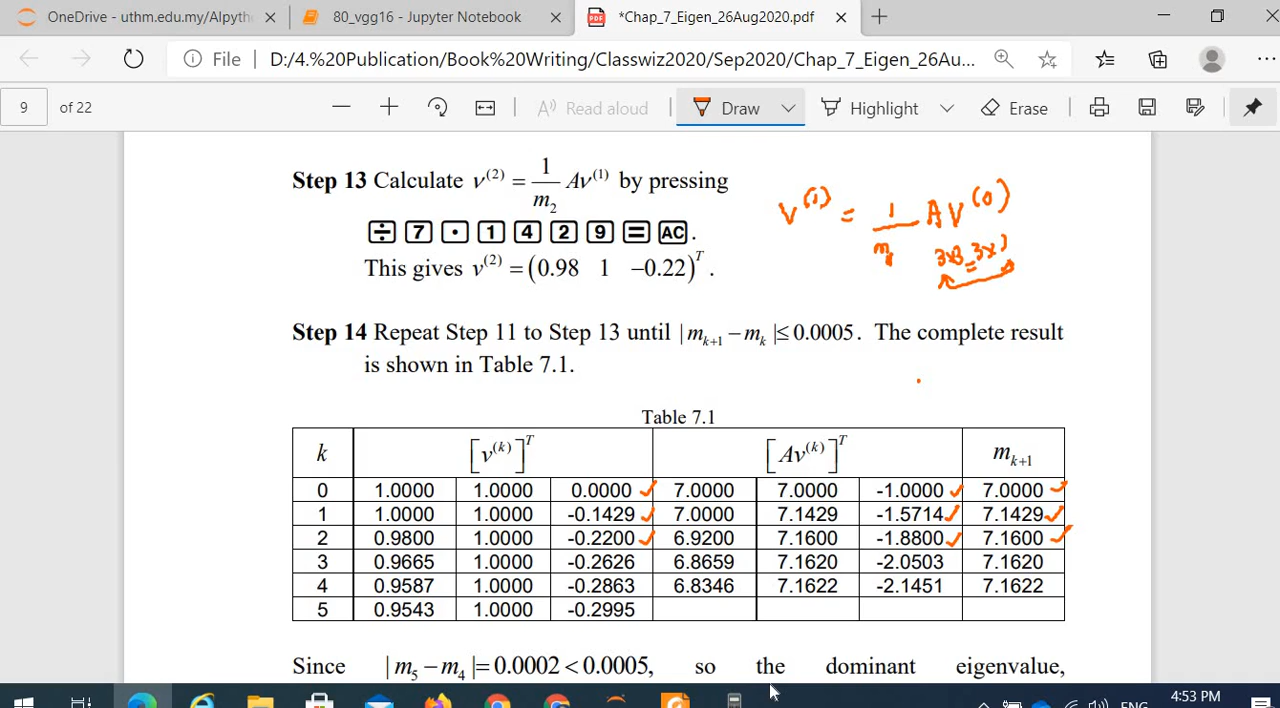 OneDrive - uthm.edu.my/AIpytho
80_vgg16 - Jupyter Notebook
*Chap_7_Eigen_26Aug2020.pdf
File D:/4.%20Publication/Book%20Writing/Classwiz2020/Sep2020/Chap_7_Eigen_26Au...
9 of 22 Read aloud Draw Highlight Erase
Step 13 Calculate v^(2) = 1/m_2 Av^(1) by pressing
÷ 7 • 1 4 2 9 = AC .
This gives v^(2) = (0.98 1 −0.22)^T .
V^(1) = 1/m_1 A V^(0)
3x3 3x1
Step 14 Repeat Step 11 to Step 13 until |m_k+1 − m_k| ≤ 0.0005. The complete result
is shown in Table 7.1.
Table 7.1
k [v^(k)]^T [Av^(k)]^T m_k+1
0 1.0000 1.0000 0.0000 7.0000 7.0000 -1.0000 7.0000
1 1.0000 1.0000 -0.1429 7.0000 7.1429 -1.5714 7.1429
2 0.9800 1.0000 -0.2200 6.9200 7.1600 -1.8800 7.1600
3 0.9665 1.0000 -0.2626 6.8659 7.1620 -2.0503 7.1620
4 0.9587 1.0000 -0.2863 6.8346 7.1622 -2.1451 7.1622
5 0.9543 1.0000 -0.2995
Since |m_5 − m_4| = 0.0002 < 0.0005, so the dominant eigenvalue,
ENG 4:53 PM